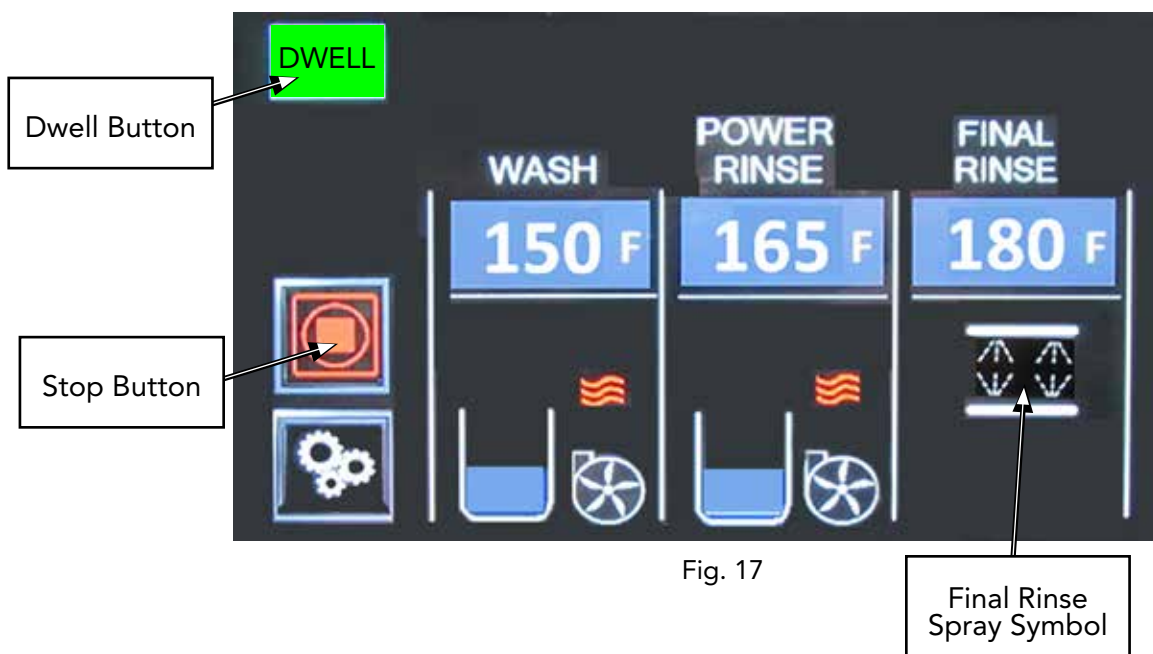 DWELL
Dwell Button
POWER
RINSE
FINAL
RINSE
WASH
150 F
165 F
180 F
Stop Button
Fig. 17
Final Rinse
Spray Symbol